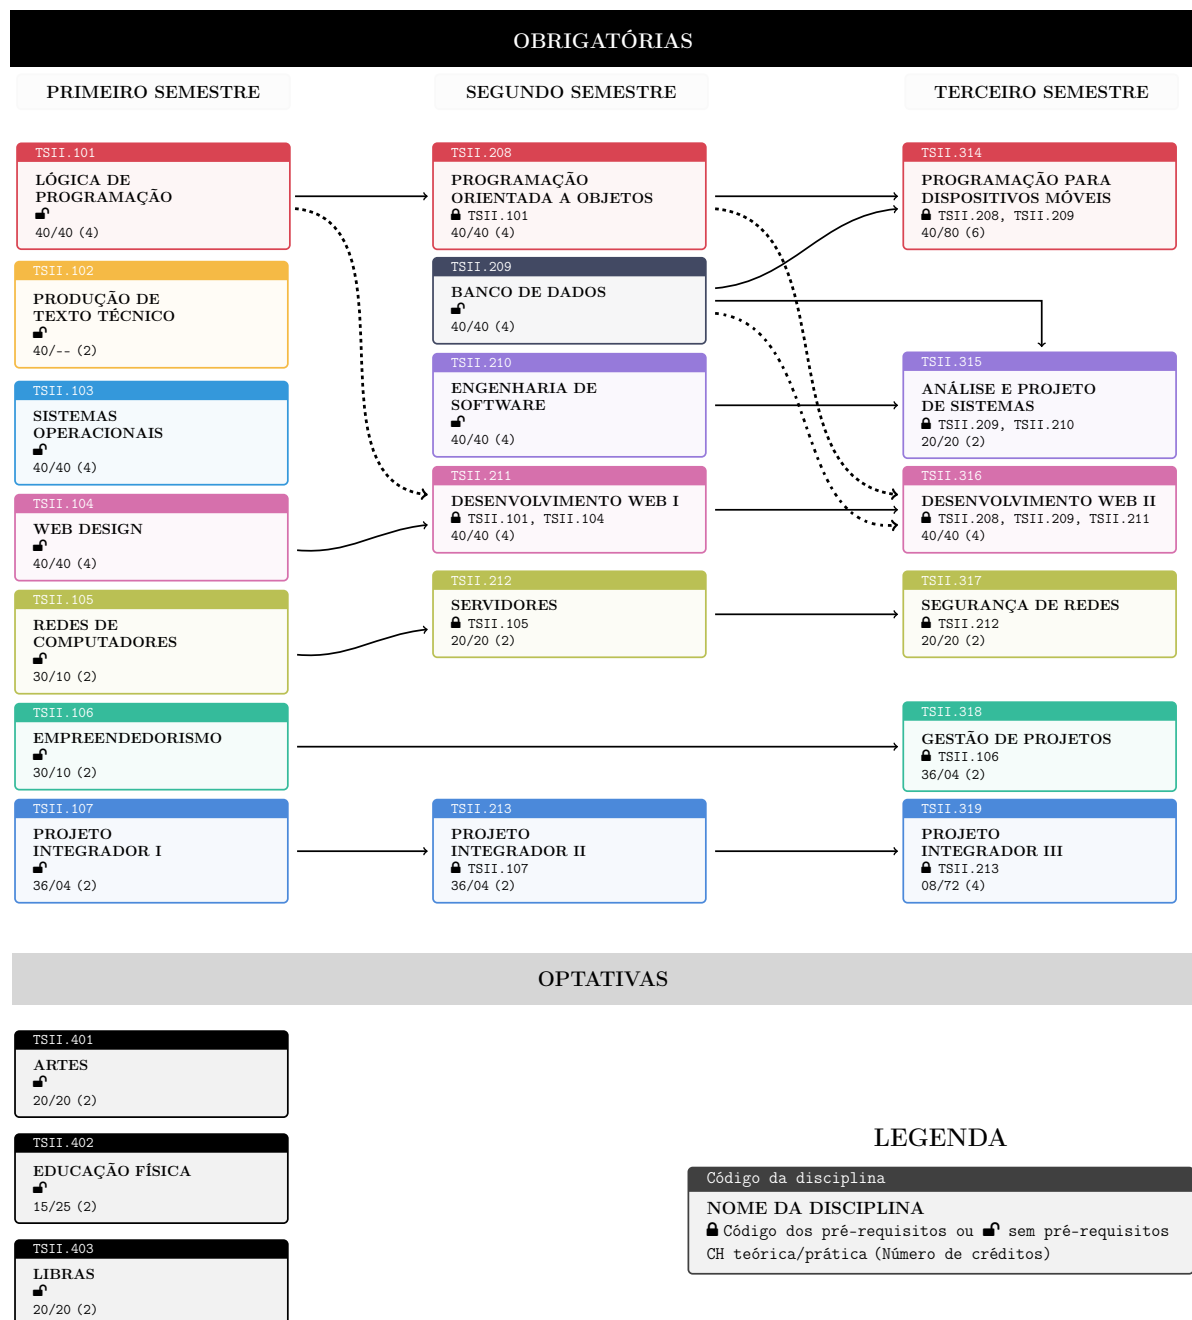 OBRIGATÓRIAS
PRIMEIRO SEMESTRE
SEGUNDO SEMESTRE
TERCEIRO SEMESTRE
TSII.101
LÓGICA DE
PROGRAMAÇÃO
40/40 (4)
TSII.102
PRODUÇÃO DE
TEXTO TÉCNICO
40/-- (2)
TSII.103
SISTEMAS
OPERACIONAIS
40/40 (4)
TSII.104
WEB DESIGN
40/40 (4)
TSII.105
REDES DE
COMPUTADORES
30/10 (2)
TSII.106
EMPREENDEDORISMO
30/10 (2)
TSII.107
PROJETO
INTEGRADOR I
36/04 (2)
TSII.208
PROGRAMAÇÃO
ORIENTADA A OBJETOS
TSII.101
40/40 (4)
TSII.209
BANCO DE DADOS
40/40 (4)
TSII.210
ENGENHARIA DE
SOFTWARE
40/40 (4)
TSII.211
DESENVOLVIMENTO WEB I
TSII.101, TSII.104
40/40 (4)
TSII.212
SERVIDORES
TSII.105
20/20 (2)
TSII.213
PROJETO
INTEGRADOR II
TSII.107
36/04 (2)
TSII.314
PROGRAMAÇÃO PARA
DISPOSITIVOS MÓVEIS
TSII.208, TSII.209
40/80 (6)
TSII.315
ANÁLISE E PROJETO
DE SISTEMAS
TSII.209, TSII.210
20/20 (2)
TSII.316
DESENVOLVIMENTO WEB II
TSII.208, TSII.209, TSII.211
40/40 (4)
TSII.317
SEGURANÇA DE REDES
TSII.212
20/20 (2)
TSII.318
GESTÃO DE PROJETOS
TSII.106
36/04 (2)
TSII.319
PROJETO
INTEGRADOR III
TSII.213
08/72 (4)
OPTATIVAS
TSII.401
ARTES
20/20 (2)
TSII.402
EDUCAÇÃO FÍSICA
15/25 (2)
TSII.403
LIBRAS
20/20 (2)
LEGENDA
Código da disciplina
NOME DA DISCIPLINA
Código dos pré-requisitos ou sem pré-requisitos
CH teórica/prática (Número de créditos)